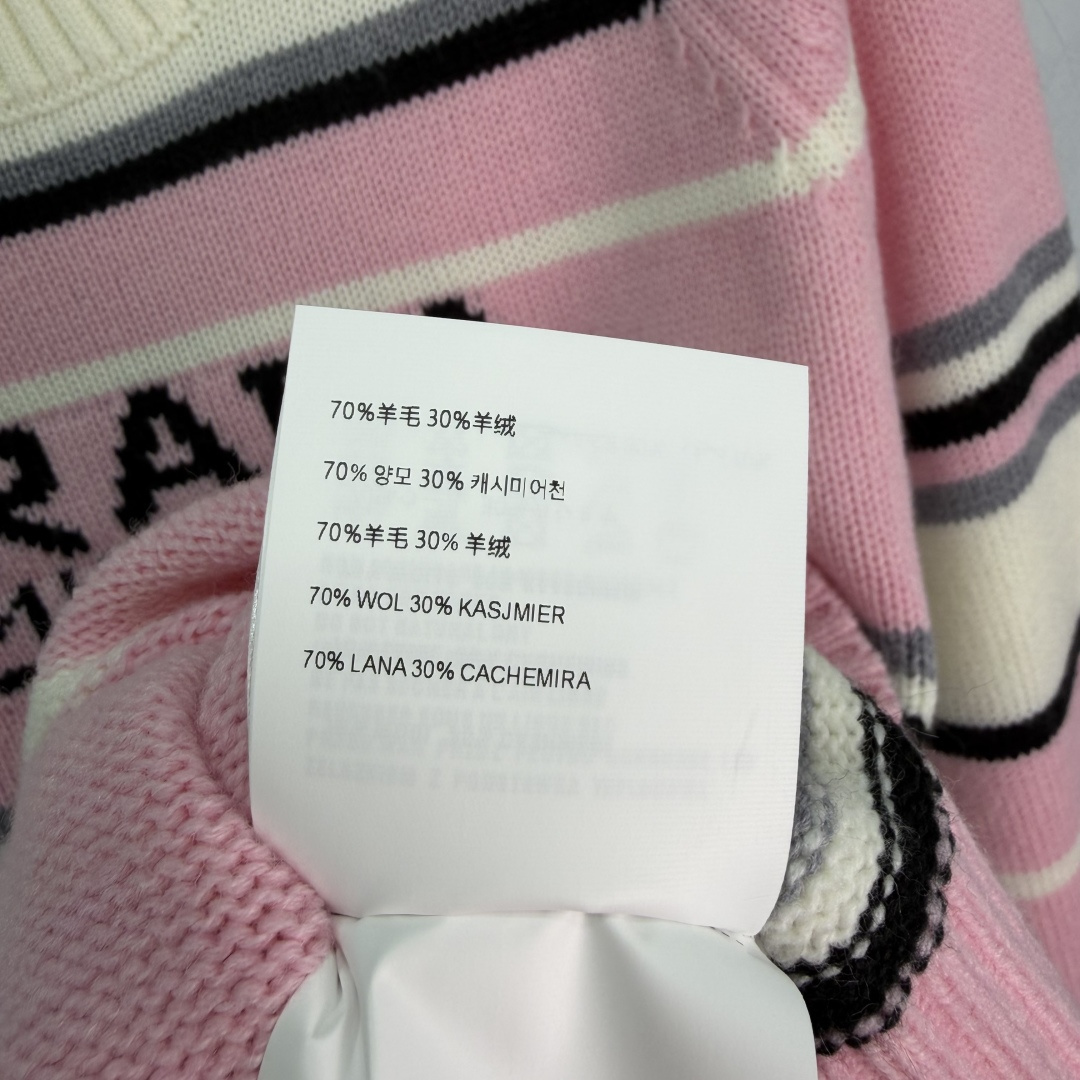 70%羊毛 30%羊绒
70% 양모 30% 캐시미어천
70%羊毛 30% 羊绒
70% WOL 30% KASJMIER
70% LANA 30% CACHEMIRA
RA